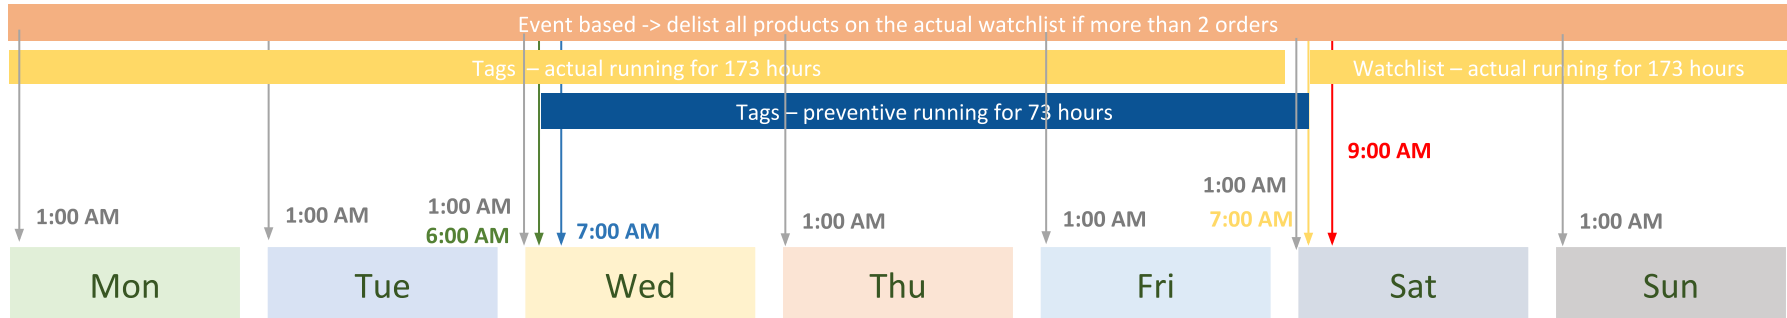 Event based -> delist all products on the actual watchlist if more than 2 orders
Tags – actual running for 173 hours
Watchlist – actual running for 173 hours
Tags – preventive running for 73 hours
9:00 AM
1:00 AM
1:00 AM
1:00 AM
6:00 AM
7:00 AM
1:00 AM
1:00 AM
1:00 AM
7:00 AM
1:00 AM
Mon
Tue
Wed
Thu
Fri
Sat
Sun